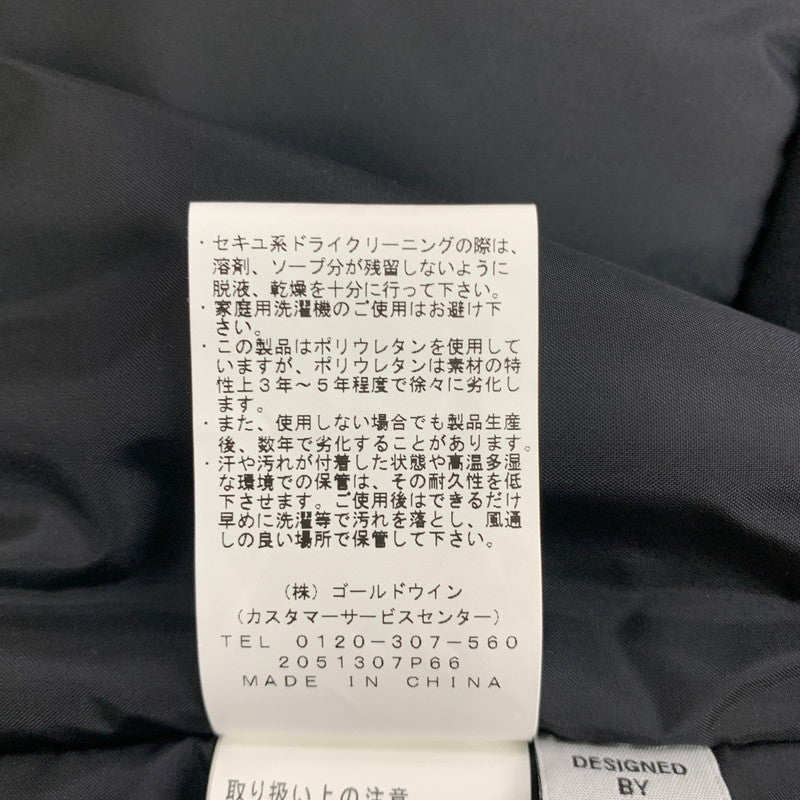 ・セキユ系ドライクリーニングの際は、
溶剤、ソープ分が残留しないように
脱液、乾燥を十分に行って下さい。
・家庭用洗濯機のご使用はお避け下
さい。
・この製品はポリウレタンを使用して
いますが、ポリウレタンは素材の特
性上３年～５年程度で徐々に劣化し
ます。
・また、使用しない場合でも製品生産
後、数年で劣化することがあります。
・汗や汚れが付着した状態や高温多湿
な環境での保管は、その耐久性を低
下させます。ご使用後はできるだけ
早めに洗濯等で汚れを落とし、風通
しの良い場所で保管して下さい。
（株）ゴールドウイン
（カスタマーサービスセンター）
TEL 0120-307-560
2051307P66
MADE IN CHINA
取り扱い上の注意
DESIGNED
BY